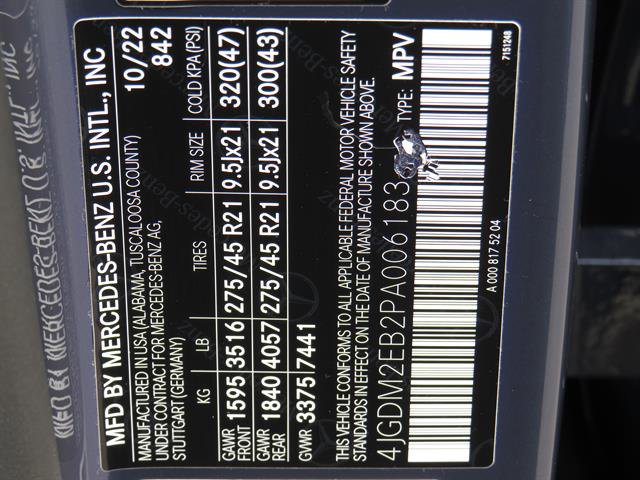 MFD BY MERCEDES-BENZ U.S. INTL., INC
MANUFACTURED IN USA (ALABAMA, TUSCALOOSA COUNTY) 10/22
UNDER CONTRACT FOR MERCEDES-BENZ AG, 842
STUTTGART (GERMANY)
KG LB TIRES RIM SIZE COLD KPA (PSI)
GAWR FRONT 1595 3516 275/45 R21 9.5Jx21 320(47)
GAWR REAR 1840 4057 275/45 R21 9.5Jx21 300(43)
GVWR 3375 7441
THIS VEHICLE CONFORMS TO ALL APPLICABLE FEDERAL MOTOR VEHICLE SAFETY
STANDARDS IN EFFECT ON THE DATE OF MANUFACTURE SHOWN ABOVE.
4JGDM2EB2PA006183 TYPE: MPV
A 000 817 52 04
7151248